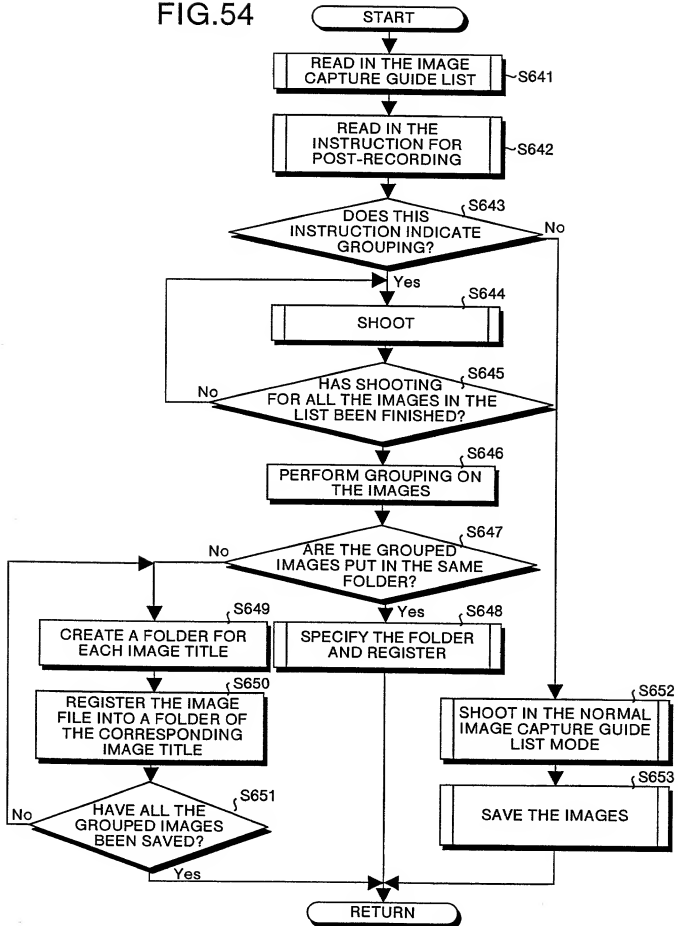 FIG.54
START
READ IN THE IMAGE
CAPTURE GUIDE LIST
S641
READ IN THE
INSTRUCTION FOR
POST-RECORDING
S642
S643
DOES THIS
INSTRUCTION INDICATE
GROUPING?
No
Yes
S644
SHOOT
S645
HAS SHOOTING
FOR ALL THE IMAGES IN THE
LIST BEEN FINISHED?
No
S646
PERFORM GROUPING ON
THE IMAGES
S647
ARE THE GROUPED
IMAGES PUT IN THE SAME
FOLDER?
No
Yes
S648
SPECIFY THE FOLDER
AND REGISTER
S649
CREATE A FOLDER FOR
EACH IMAGE TITLE
S650
REGISTER THE IMAGE
FILE INTO A FOLDER OF
THE CORRESPONDING
IMAGE TITLE
S651
HAVE ALL THE
GROUPED IMAGES
BEEN SAVED?
No
Yes
S652
SHOOT IN THE NORMAL
IMAGE CAPTURE GUIDE
LIST MODE
S653
SAVE THE IMAGES
RETURN